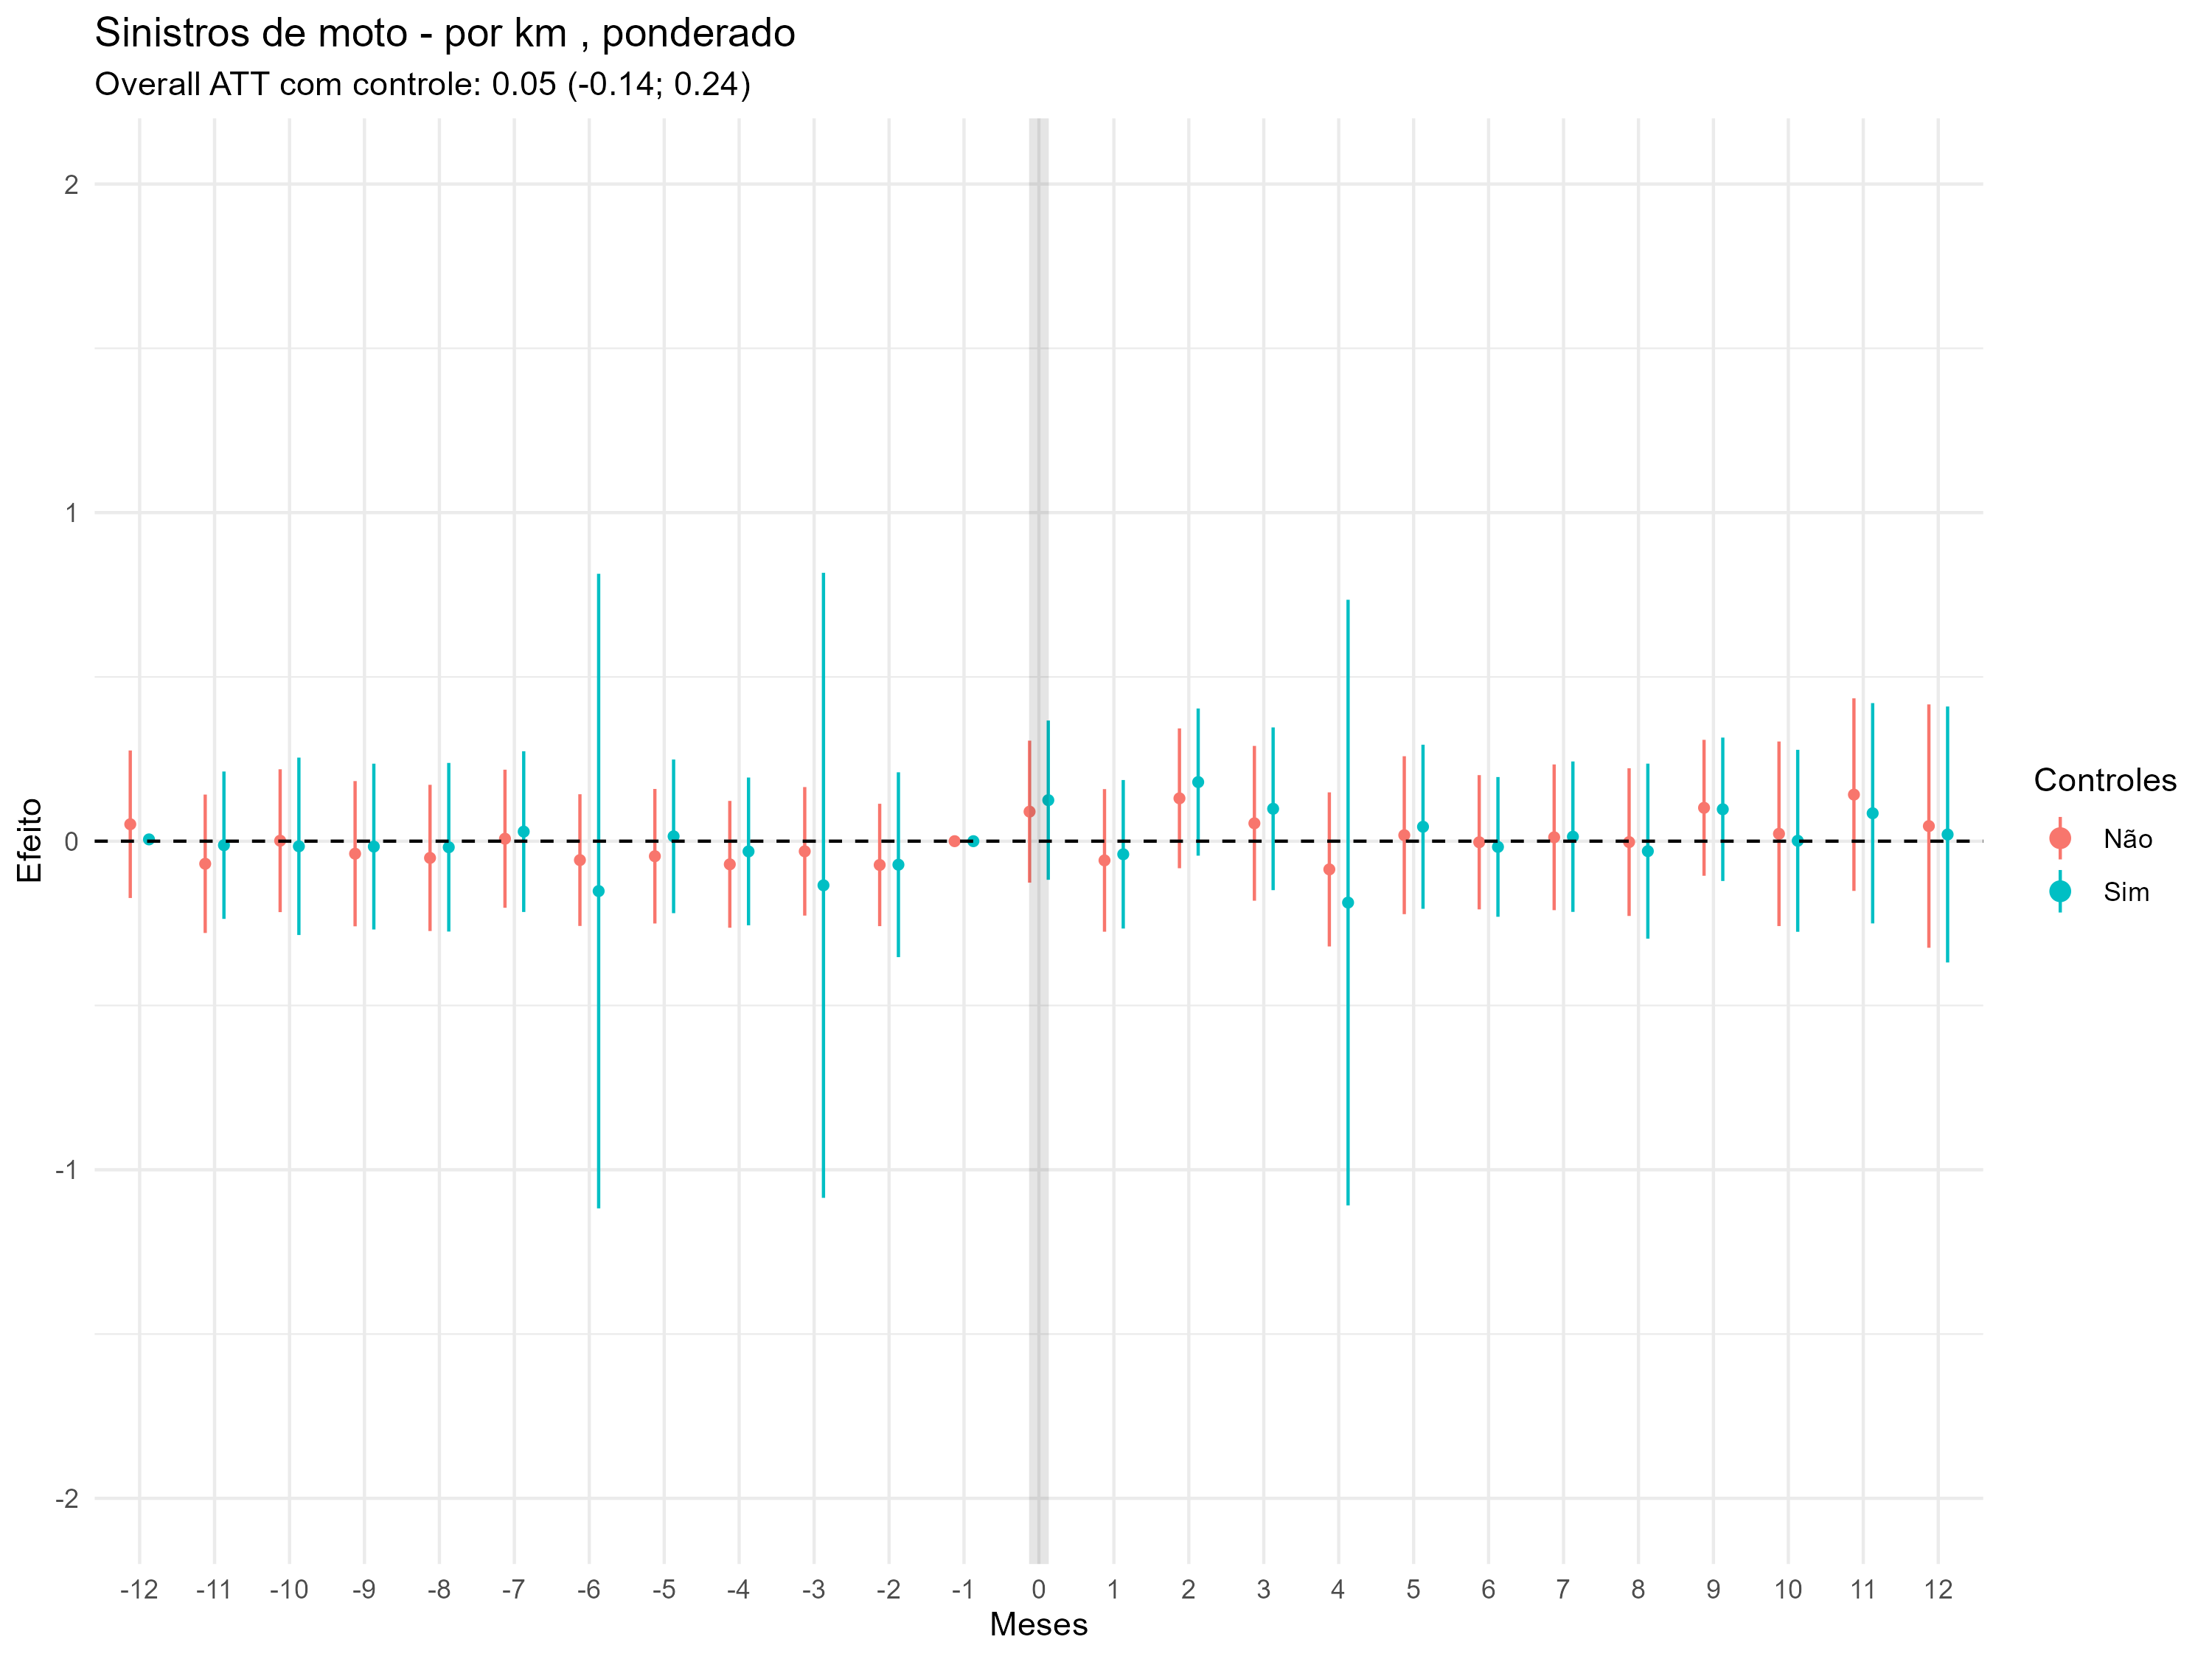 Sinistros de moto - por km , ponderado
Overall ATT com controle: 0.05 (-0.14; 0.24)
2
1
0
-1
-2
Efeito
-12 -11 -10 -9 -8 -7 -6 -5 -4 -3 -2 -1 0 1 2 3 4 5 6 7 8 9 10 11 12
Meses
Controles
Não
Sim